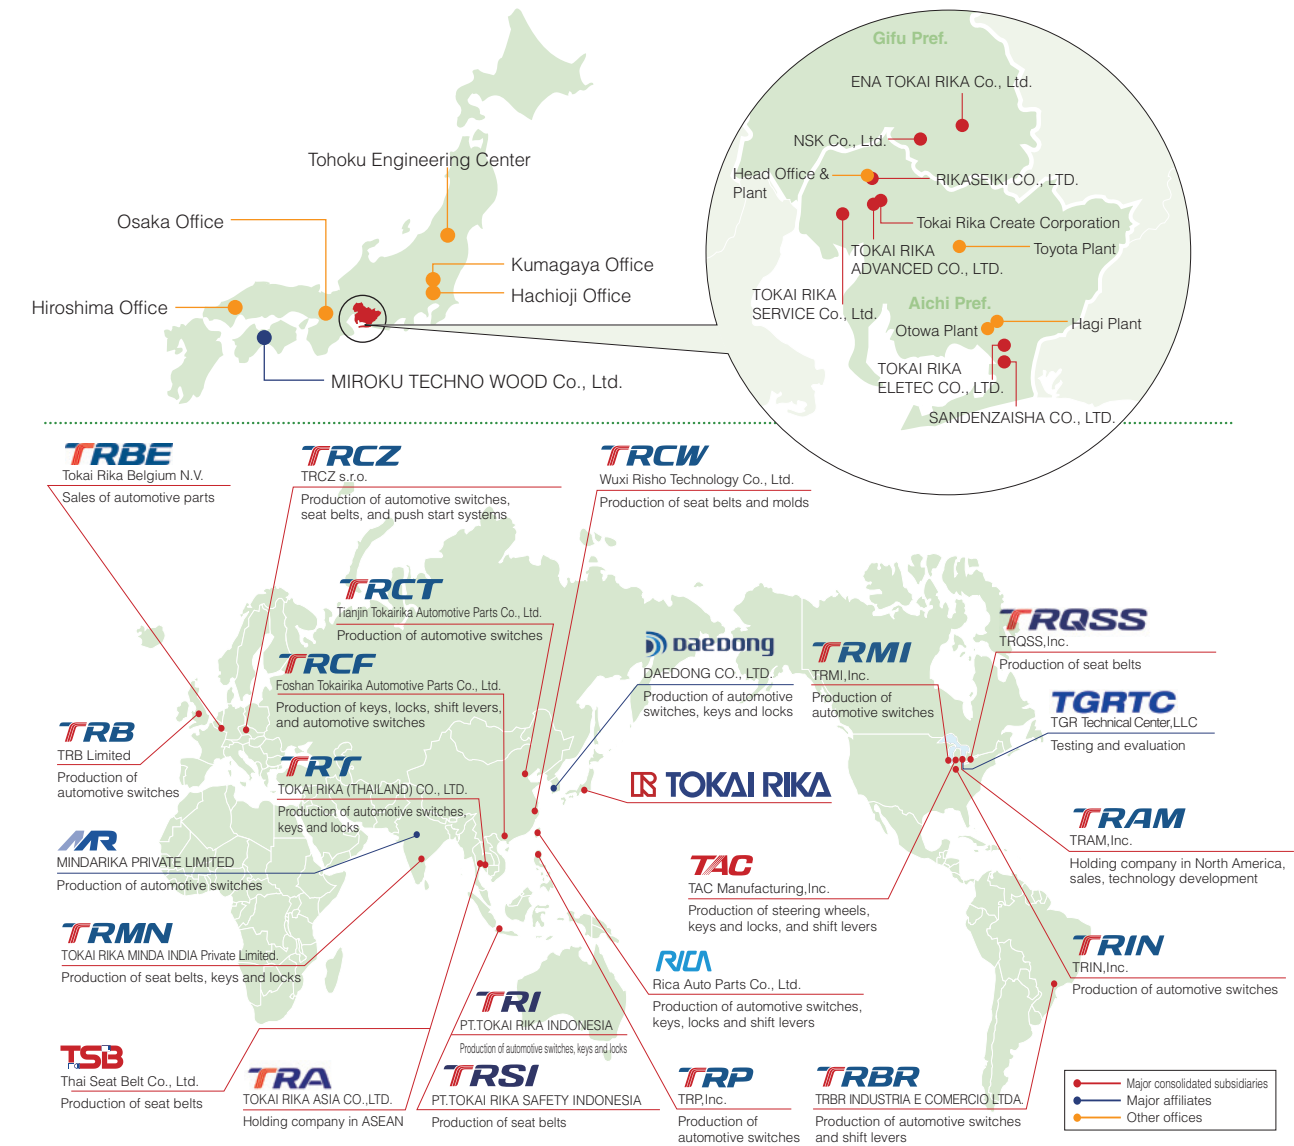 Gifu Pref.
ENA TOKAI RIKA Co., Ltd.
NSK Co., Ltd.
Head Office &
Plant
RIKASEIKI CO., LTD.
Tokai Rika Create Corporation
TOKAI RIKA
ADVANCED CO., LTD.
Toyota Plant
TOKAI RIKA
SERVICE Co., Ltd.
Aichi Pref.
Otowa Plant
Hagi Plant
TOKAI RIKA
ELETEC CO., LTD.
SANDENZAISHA CO., LTD.
Tohoku Engineering Center
Osaka Office
Kumagaya Office
Hachioji Office
Hiroshima Office
MIROKU TECHNO WOOD Co., Ltd.
TRBE
Tokai Rika Belgium N.V.
Sales of automotive parts
TRCZ
TRCZ s.r.o.
Production of automotive switches,
seat belts, and push start systems
TRCW
Wuxi Risho Technology Co., Ltd.
Production of seat belts and molds
TRCT
Tianjin Tokairika Automotive Parts Co., Ltd.
Production of automotive switches
TRCF
Foshan Tokairika Automotive Parts Co., Ltd.
Production of keys, locks, shift levers,
and automotive switches
DAEDONG
DAEDONG CO., LTD.
Production of automotive
switches, keys and locks
TRMI
TRMI,Inc.
Production of
automotive switches
TRQSS
TRQSS,Inc.
Production of seat belts
TGRTC
TGR Technical Center,LLC
Testing and evaluation
TRB
TRB Limited
Production of
automotive switches
TRT
TOKAI RIKA (THAILAND) CO., LTD.
Production of automotive switches,
keys and locks
TOKAI RIKA
MR
MINDARIKA PRIVATE LIMITED
Production of automotive switches
TRAM
TRAM,Inc.
Holding company in North America,
sales, technology development
TAC
TAC Manufacturing,Inc.
Production of steering wheels,
keys and locks, and shift levers
TRMN
TOKAI RIKA MINDA INDIA Private Limited.
Production of seat belts, keys and locks
RICA
Rica Auto Parts Co., Ltd.
Production of automotive switches,
keys, locks and shift levers
TRIN
TRIN,Inc.
Production of automotive switches
TRI
PT.TOKAI RIKA INDONESIA
Production of automotive switches, keys and locks
TSB
Thai Seat Belt Co., Ltd.
Production of seat belts
TRA
TOKAI RIKA ASIA CO.,LTD.
Holding company in ASEAN
TRSI
PT.TOKAI RIKA SAFETY INDONESIA
Production of seat belts
TRP
TRP,Inc.
Production of
automotive switches
TRBR
TRBR INDUSTRIA E COMERCIO LTDA.
Production of automotive switches
and shift levers
Major consolidated subsidiaries
Major affiliates
Other offices